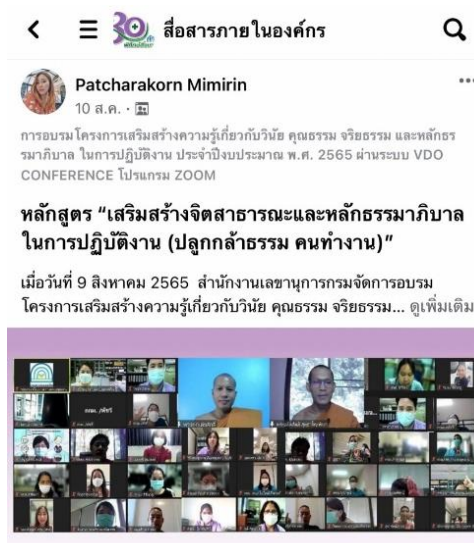 30+
สื่อสารภายในองค์กร
Patcharakorn Mimirin
10 ส.ค.
การอบรมโครงการเสริมสร้างความรู้เกี่ยวกับวินัย คุณธรรม จริยธรรม และหลักธร
รมาภิบาล ในการปฏิบัติงาน ประจำปีงบประมาณ พ.ศ. 2565 ผ่านระบบ VDO
CONFERENCE โปรแกรม ZOOM
หลักสูตร “เสริมสร้างจิตสาธารณะและหลักธรรมาภิบาล
ในการปฏิบัติงาน (ปลูกกล้าธรรม คนทำงาน)”
เมื่อวันที่ 9 สิงหาคม 2565 สำนักงานเลขานุการกรมจัดการอบรม
โครงการเสริมสร้างความรู้เกี่ยวกับวินัย คุณธรรม จริยธรรม... ดูเพิ่มเติม